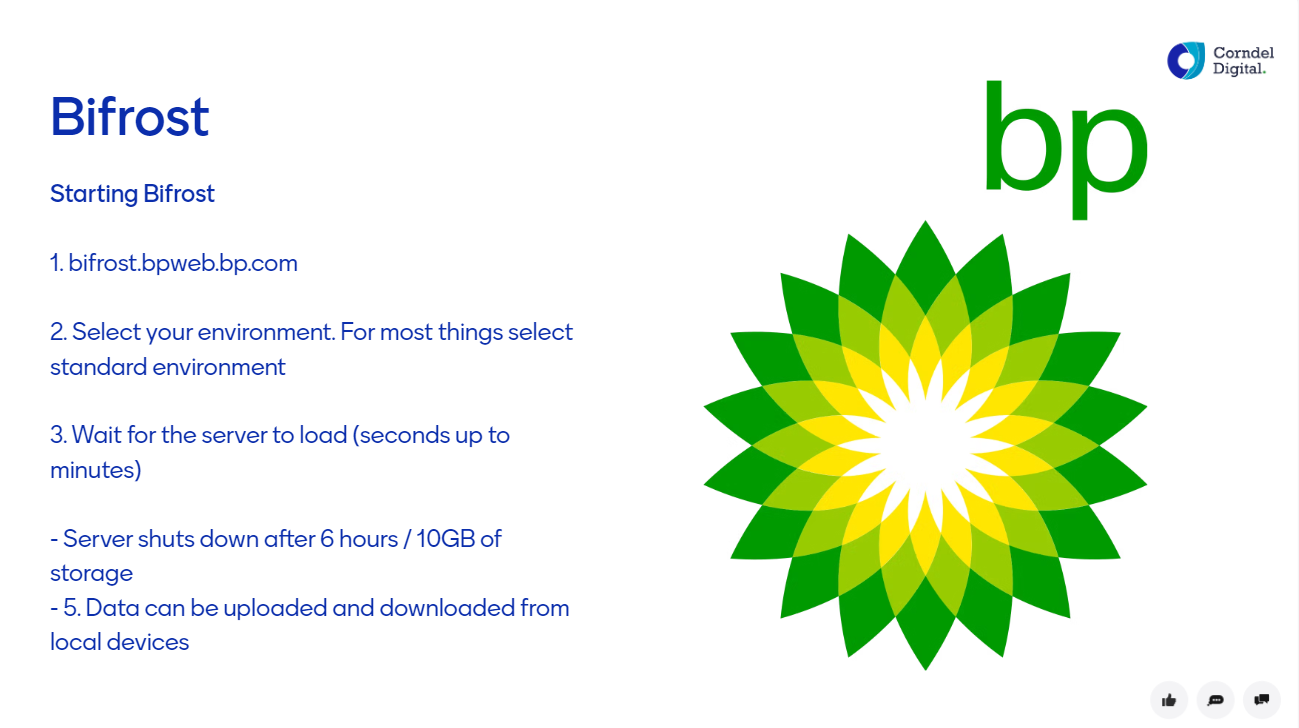 Corndel
Digital.
bp
Bifrost
Starting Bifrost
1. bifrost.bpweb.bp.com
2. Select your environment. For most things select
standard environment
3. Wait for the server to load (seconds up to
minutes)
- Server shuts down after 6 hours / 10GB of
storage
- 5. Data can be uploaded and downloaded from
local devices